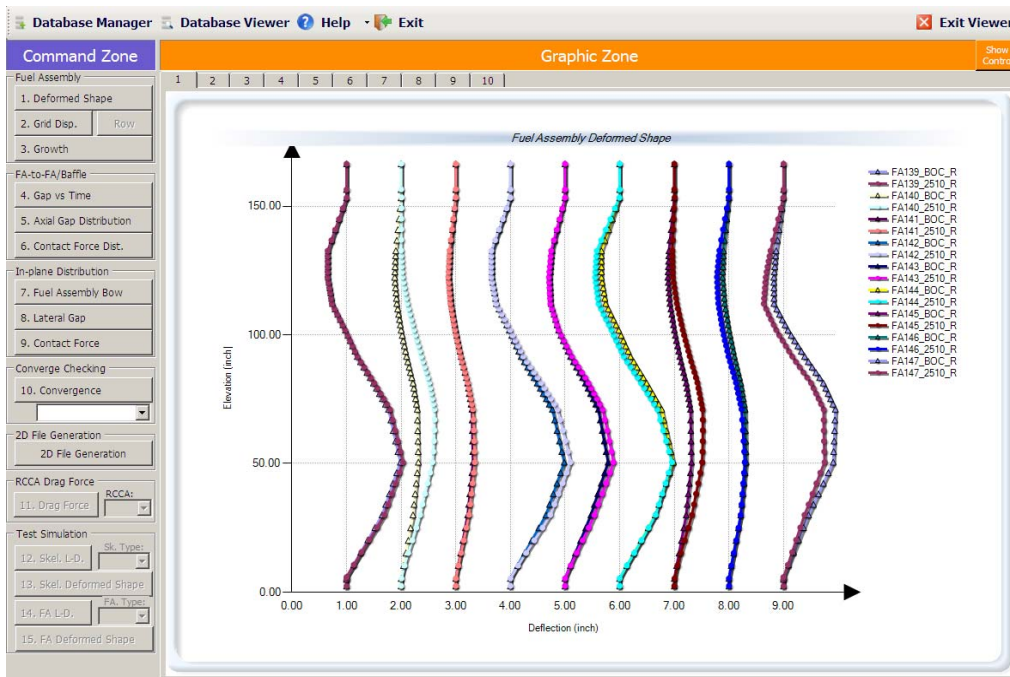 Database Manager Database Viewer Help Exit Exit Viewer
Command Zone
Graphic Zone
Show
Contro
1 2 3 4 5 6 7 8 9 10
Fuel Assembly
1. Deformed Shape
2. Grid Disp. Row
3. Growth
FA-to-FA/Baffle
4. Gap vs Time
5. Axial Gap Distribution
6. Contact Force Dist.
In-plane Distribution
7. Fuel Assembly Bow
8. Lateral Gap
9. Contact Force
Converge Checking
10. Convergence
2D File Generation
2D File Generation
RCCA Drag Force
11. Drag Force RCCA:
Test Simulation
12. Skel. L-D. Sk. Type:
13. Skel. Deformed Shape
14. FA L-D. FA. Type:
15. FA Deformed Shape
Fuel Assembly Deformed Shape
Elevation (inch)
150.00
100.00
50.00
0.00
0.00 1.00 2.00 3.00 4.00 5.00 6.00 7.00 8.00 9.00
Deflection (inch)
FA139_BOC_R
FA139_2510_R
FA140_BOC_R
FA140_2510_R
FA141_BOC_R
FA141_2510_R
FA142_BOC_R
FA142_2510_R
FA143_BOC_R
FA143_2510_R
FA144_BOC_R
FA144_2510_R
FA145_BOC_R
FA145_2510_R
FA146_BOC_R
FA146_2510_R
FA147_BOC_R
FA147_2510_R